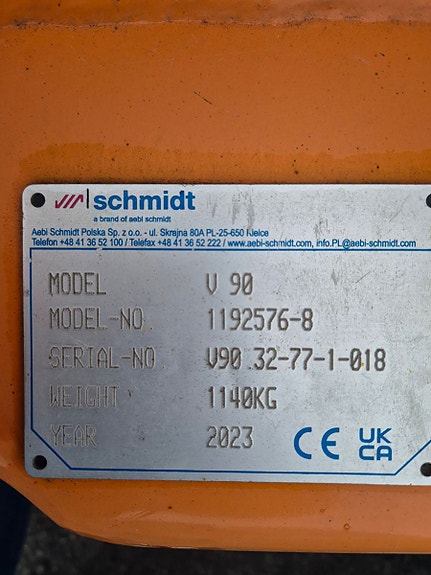 schmidt
a brand of aebi schmidt
Aebi Schmidt Polska Sp. z o.o. - ul. Skrajna 80A PL-25-650 Kielce
Telefon +48 41 36 52 100 / Telefax +48 41 36 52 222 / www.aebi-schmidt.com, info.PL@aebi-schmidt.com
MODEL V 90
MODEL-NO 1192576-8
SERIAL-NO V90 32-77-1-018
WEIGHT 1140KG
YEAR 2023 CE UK CA